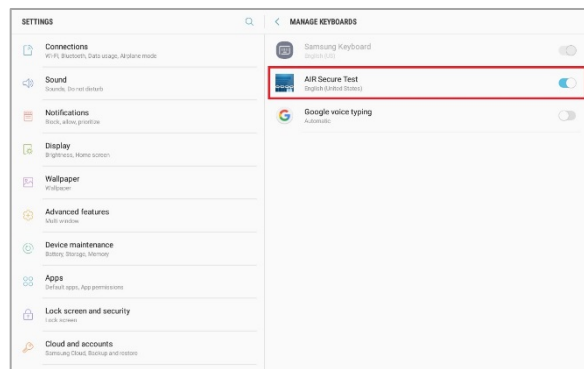 SETTINGS
Connections
Wi-Fi, Bluetooth, Data usage, Airplane mode
Sound
Sounds, Do not disturb
Notifications
Block, allow, prioritize
Display
Brightness, Home screen
Wallpaper
Wallpaper
Advanced features
Multi window
Device maintenance
Battery, Storage, Memory
Apps
Default apps, App permissions
Lock screen and security
Lock screen
Cloud and accounts
Samsung Cloud, Backup and restore
MANAGE KEYBOARDS
Samsung Keyboard
English (US)
AIR Secure Test
English (United States)
Google voice typing
Automatic